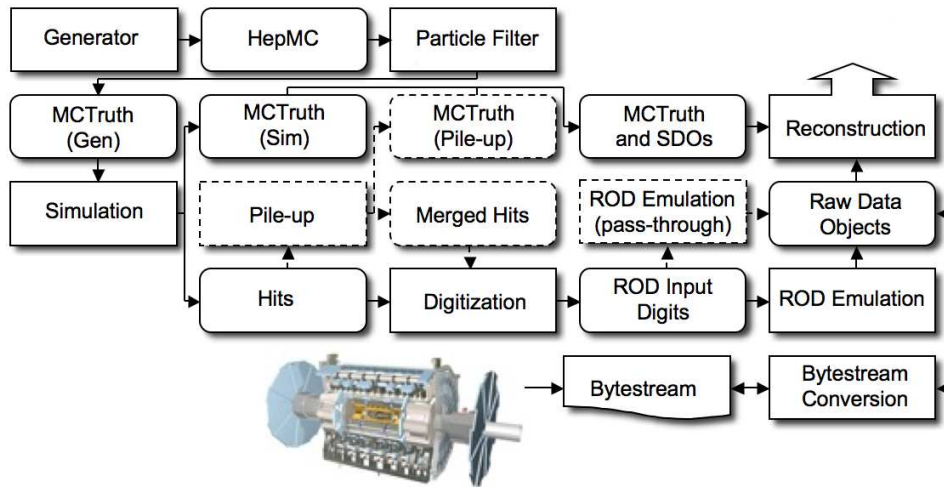 Generator
HepMC
Particle Filter
MCTruth
(Gen)
MCTruth
(Sim)
MCTruth
(Pile-up)
MCTruth
and SDOs
Reconstruction
Simulation
Pile-up
Merged Hits
ROD Emulation
(pass-through)
Raw Data
Objects
Hits
Digitization
ROD Input
Digits
ROD Emulation
Bytestream
Bytestream
Conversion